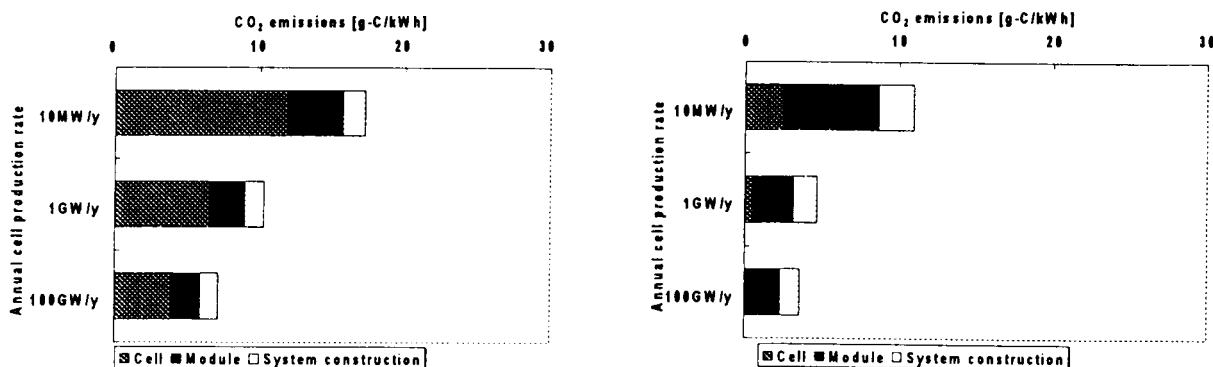 CO₂ emissions [g-C/kWh]
0 10 20 30
Annual cell production rate
10MW/y
1GW/y
100GW/y
Cell Module System construction
CO₂ emissions [g-C/kWh]
0 10 20 30
Annual cell production rate
10MW/y
1GW/y
100GW/y
Cell Module System construction